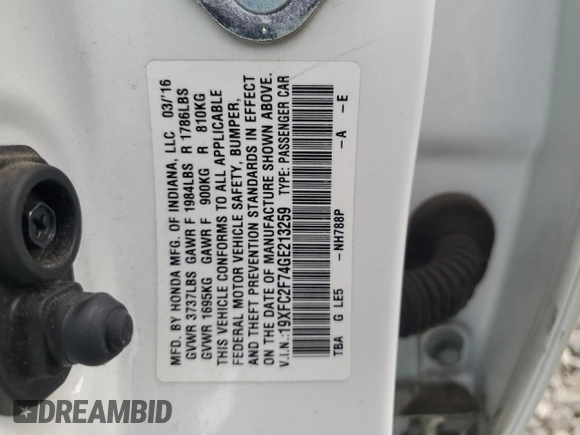 MFD. BY HONDA MFG. OF INDIANA, LLC 03/'16
GVWR 3737LBS GAWR F 1984LBS R 1786LBS
GVWR 1695KG GAWR F 900KG R 810KG
THIS VEHICLE CONFORMS TO ALL APPLICABLE
FEDERAL MOTOR VEHICLE SAFETY, BUMPER,
AND THEFT PREVENTION STANDARDS IN EFFECT
ON THE DATE OF MANUFACTURE SHOWN ABOVE.
V.I.N.:19XFC2F74GE213259 TYPE: PASSENGER CAR
TBA G LE5 -NH788P -A -E
DREAMBID